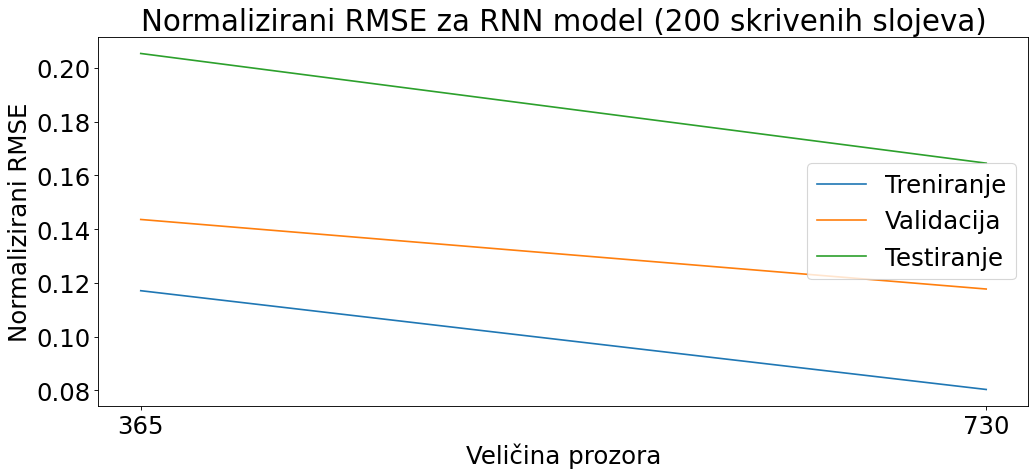 Normalizirani RMSE za RNN model (200 skrivenih slojeva)
Normalizirani RMSE
0.20
0.18
0.16
0.14
0.12
0.10
0.08
Treniranje
Validacija
Testiranje
365
730
Veličina prozora